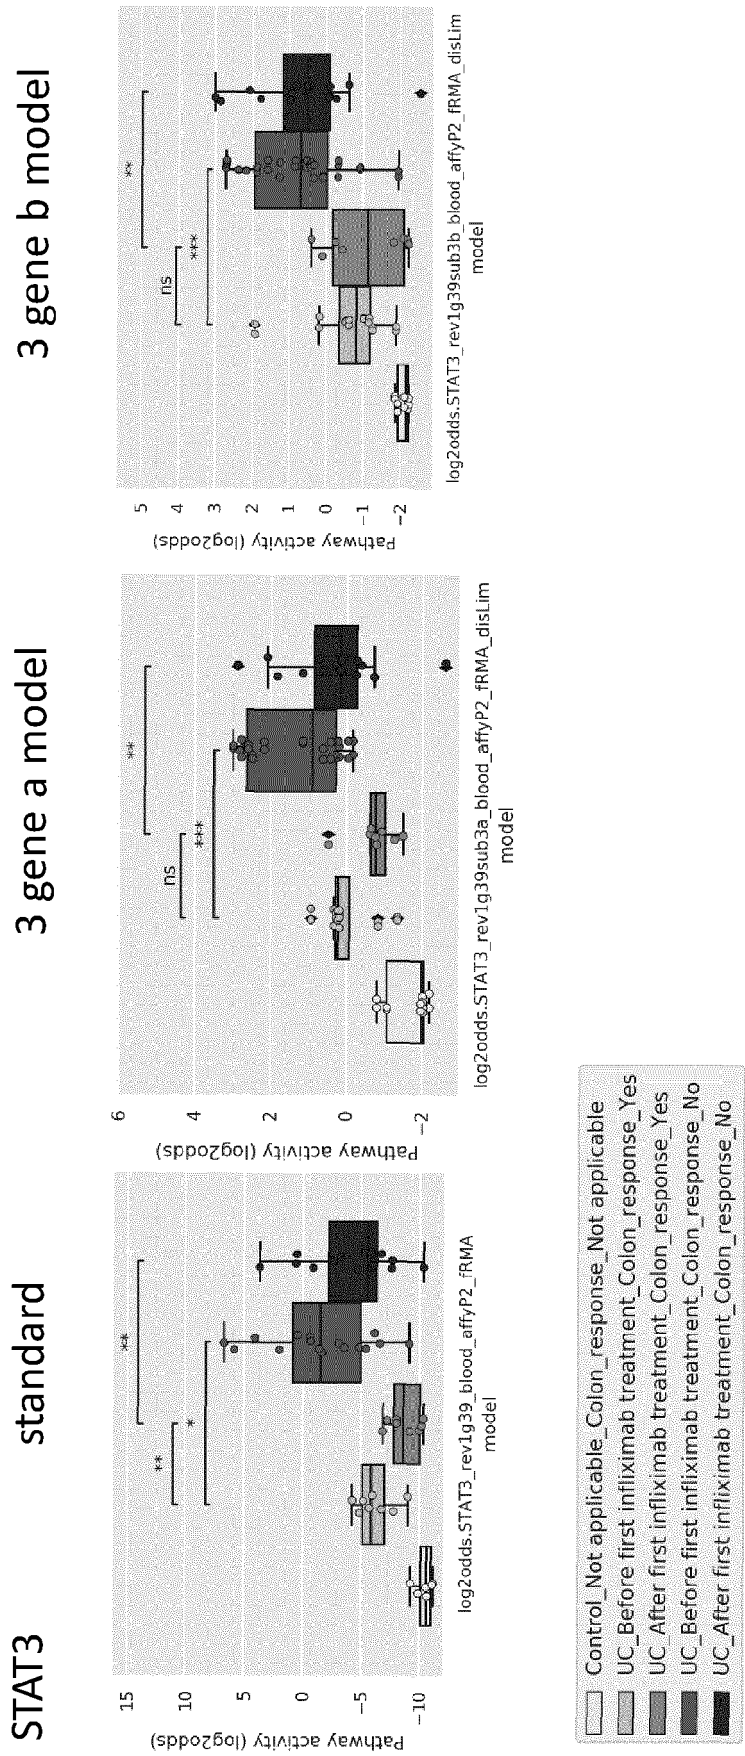 STAT3
standard
3 gene a model
3 gene b model
**
*
**
Pathway activity (log2odds)
15
10
5
0
−5
−10
log2odds.STAT3_rev1g39_blood_affyP2_fRMA
model
**
***
ns
Pathway activity (log2odds)
6
4
2
0
−2
log2odds.STAT3_rev1g39sub3a_blood_affyP2_fRMA_disLim
model
**
ns
***
Pathway activity (log2odds)
5
4
3
2
1
0
−1
−2
log2odds.STAT3_rev1g39sub3b_blood_affyP2_fRMA_disLim
model
Control_Not applicable_Colon_response_Not applicable
UC_Before first infliximab treatment_Colon_response_Yes
UC_After first infliximab treatment_Colon_response_Yes
UC_Before first infliximab treatment_Colon_response_No
UC_After first infliximab treatment_Colon_response_No